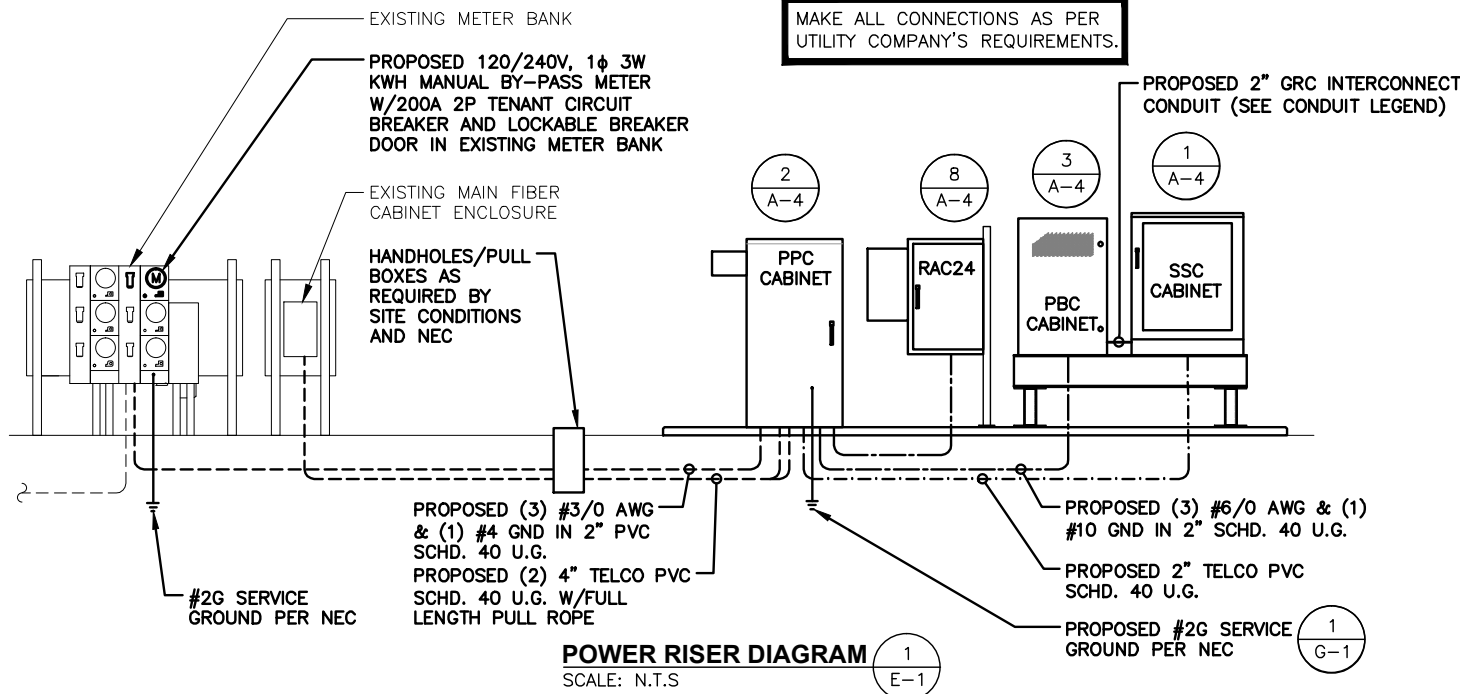 EXISTING METER BANK
PROPOSED 120/240V, 1ϕ 3W
KWH MANUAL BY-PASS METER
W/200A 2P TENANT CIRCUIT
BREAKER AND LOCKABLE BREAKER
DOOR IN EXISTING METER BANK
EXISTING MAIN FIBER
CABINET ENCLOSURE
HANDHOLES/PULL
BOXES AS
REQUIRED BY
SITE CONDITIONS
AND NEC
MAKE ALL CONNECTIONS AS PER
UTILITY COMPANY'S REQUIREMENTS.
PROPOSED 2" GRC INTERCONNECT
CONDUIT (SEE CONDUIT LEGEND)
2
A-4
8
A-4
3
A-4
1
A-4
M
PPC
CABINET
RAC24
PBC
CABINET
SSC
CABINET
#2G SERVICE
GROUND PER NEC
PROPOSED (3) #3/0 AWG
& (1) #4 GND IN 2" PVC
SCHD. 40 U.G.
PROPOSED (2) 4" TELCO PVC
SCHD. 40 U.G. W/FULL
LENGTH PULL ROPE
PROPOSED (3) #6/0 AWG & (1)
#10 GND IN 2" SCHD. 40 U.G.
PROPOSED 2" TELCO PVC
SCHD. 40 U.G.
PROPOSED #2G SERVICE
GROUND PER NEC
1
G-1
POWER RISER DIAGRAM
SCALE: N.T.S
1
E-1